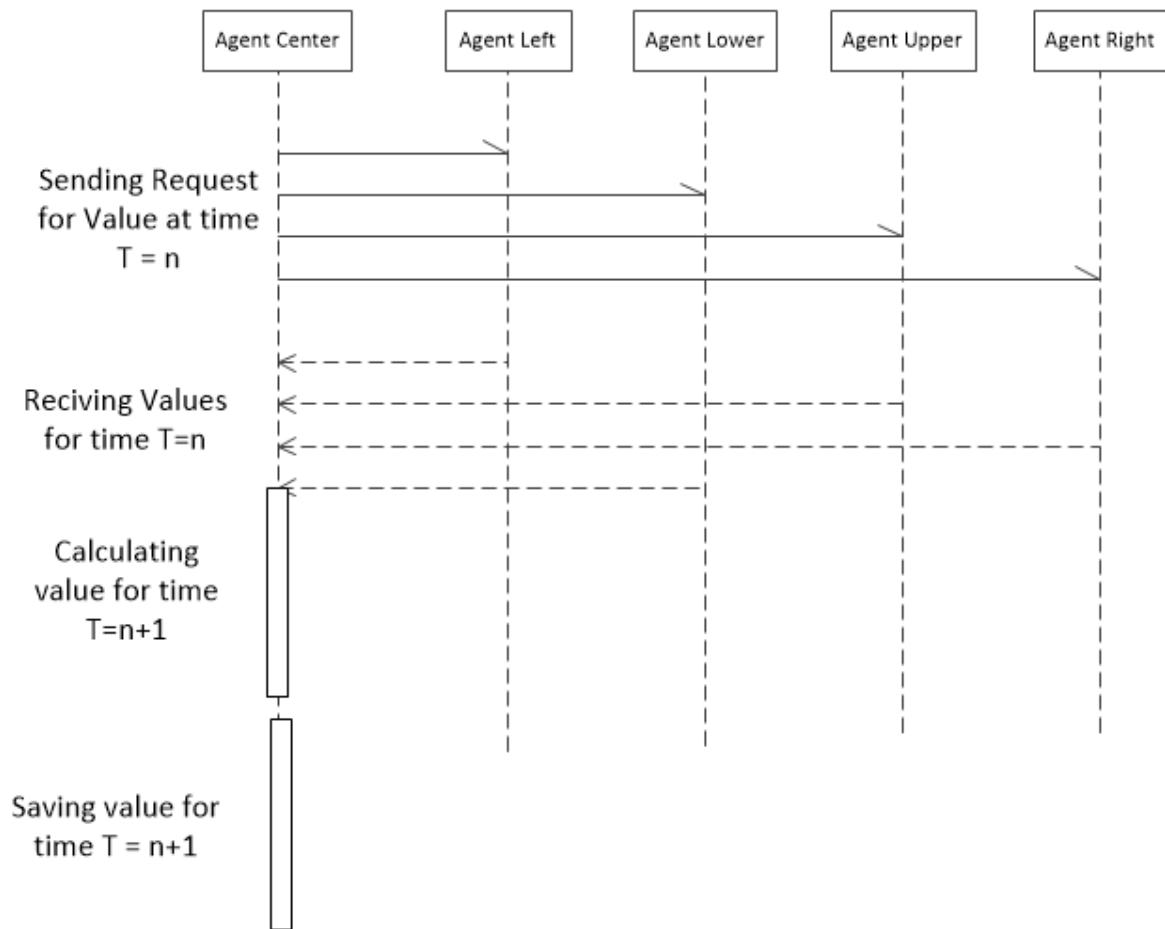 Agent Center
Agent Left
Agent Lower
Agent Upper
Agent Right
Sending Request
for Value at time
T = n
Reciving Values
for time T=n
Calculating
value for time
T=n+1
Saving value for
time T = n+1